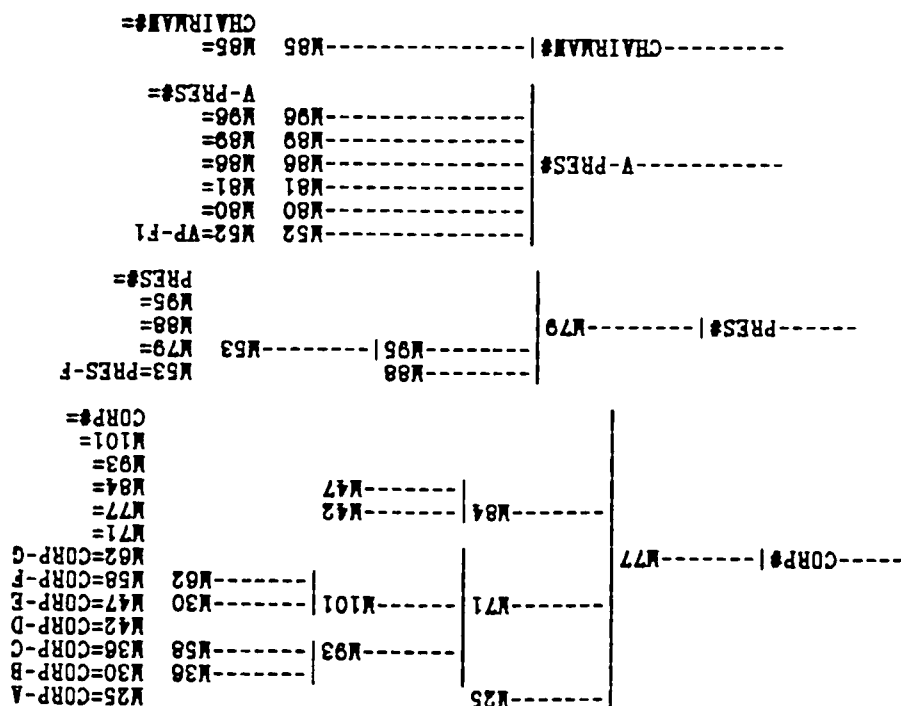 M25 M25=CORP-A
M36 M30=CORP-B
M93 M58 M36=CORP-C
M42=CORP-D
M71 M101 M30 M47=CORP-E
M62 M58=CORP-F
CORP# M77 M62=CORP-G
M71=
M84 M42 M77=
M47 M84=
M93=
M101=
CORP#=
M88 M53=PRES-F
M95 M53 M79=
PRES# M79 M88=
M95=
PRES#=
M52 M52=VP-F1
M80 M80=
M81 M81=
V-PRES# M86 M86=
M89 M89=
M96 M96=
V-PRES#=
CHAIRMAN# M85 M85=
CHAIRMAN#=